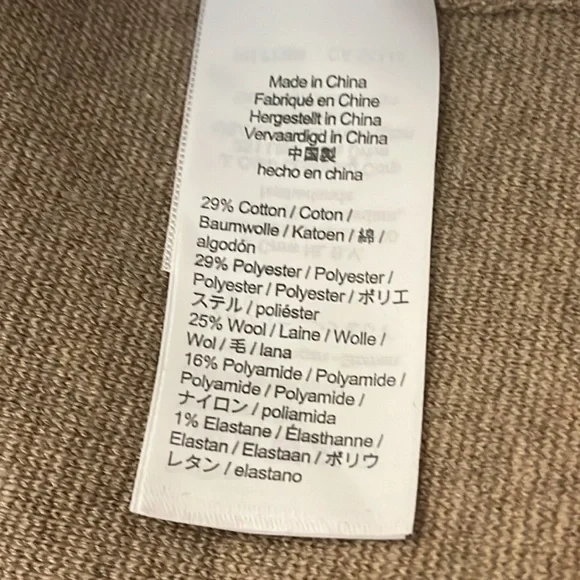 Made in China
Fabriqué en Chine
Hergestellt in China
Vervaardigd in China
中国製
hecho en china
29% Cotton / Coton /
Baumwolle / Katoen / 綿 /
algodón
29% Polyester / Polyester /
Polyester / Polyester / ポリエ
ステル / poliéster
25% Wool / Laine / Wolle /
Wol / 毛 / lana
16% Polyamide / Polyamide /
Polyamide / Polyamide /
ナイロン / poliamida
1% Elastane / Élasthanne /
Elastan / Elastaan / ポリウ
レタン / elastano